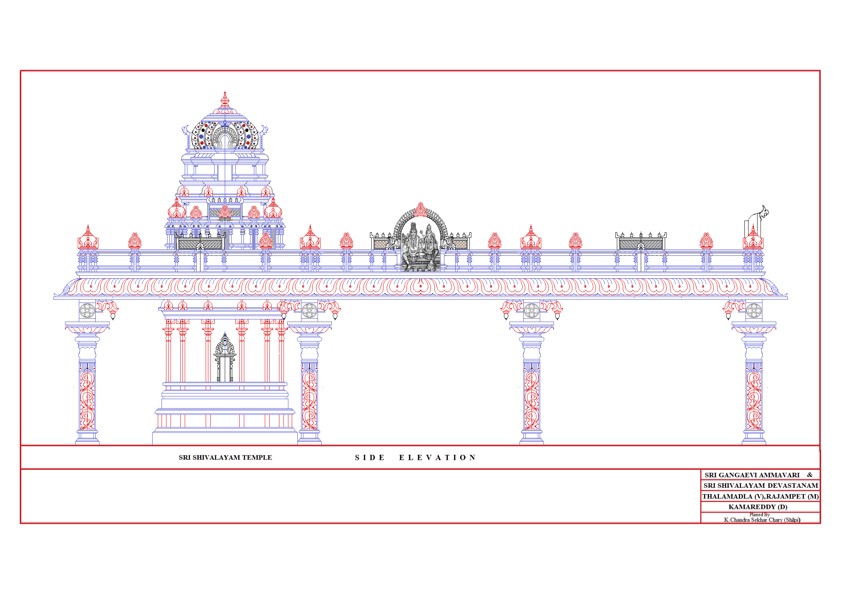 SRI SHIVALAYAM TEMPLE
SIDE ELEVATION
SRI GANGAEVI AMMAVARI &
SRI SHIVALAYAM DEVASTANAM
THALAMADLA (V),RAJAMPET (M)
KAMAREDDY (D)
Planed By
K.Chandra Sekhar Chary (Shilpi)